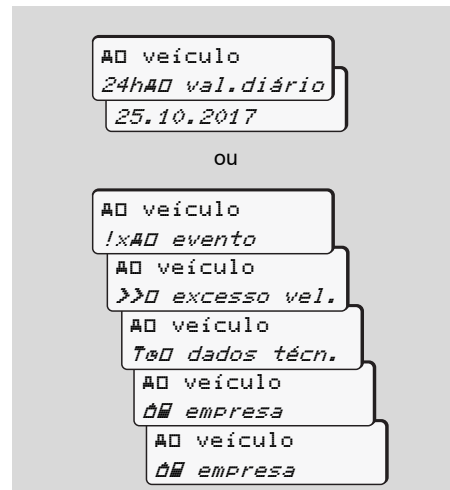 veículo
24h val.diário
25.10.2017
ou
veículo
!x evento
veículo
>> excesso vel.
veículo
T dados técn.
veículo
empresa
veículo
empresa